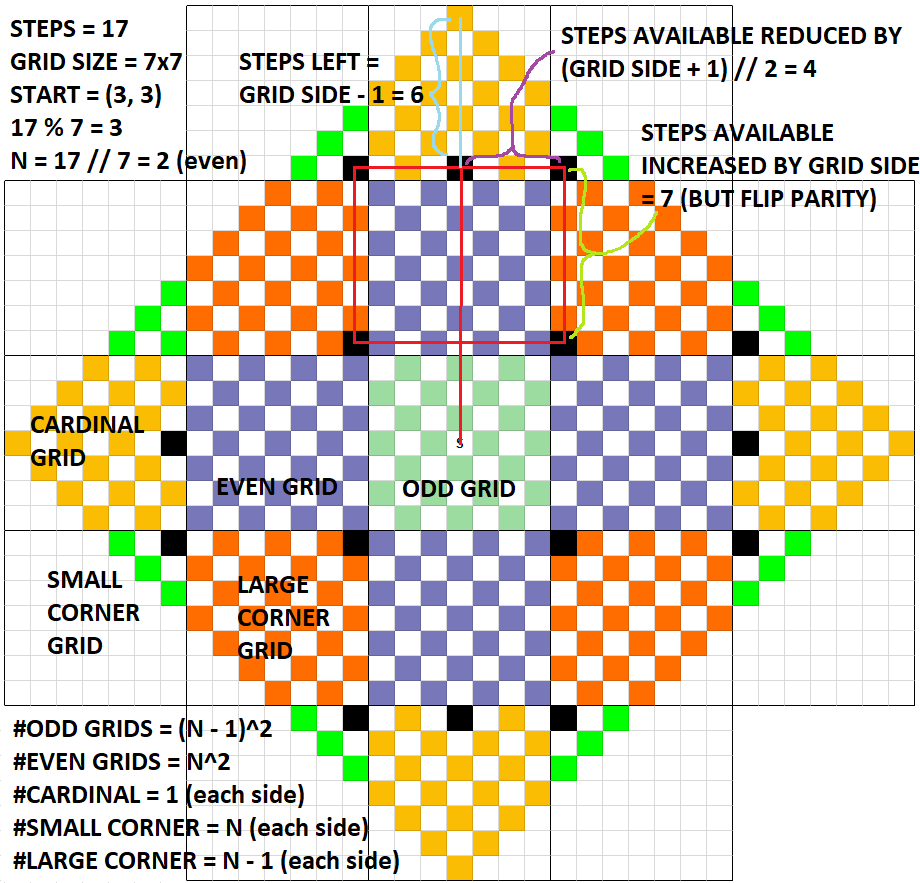 STEPS = 17
GRID SIZE = 7x7
START = (3, 3)
17 % 7 = 3
N = 17 // 7 = 2 (even)
STEPS LEFT =
GRID SIDE - 1 = 6
STEPS AVAILABLE REDUCED BY
(GRID SIDE + 1) // 2 = 4
STEPS AVAILABLE
INCREASED BY GRID SIDE
= 7 (BUT FLIP PARITY)
CARDINAL
GRID
S
EVEN GRID
ODD GRID
SMALL
CORNER
GRID
LARGE
CORNER
GRID
#ODD GRIDS = (N - 1)^2
#EVEN GRIDS = N^2
#CARDINAL = 1 (each side)
#SMALL CORNER = N (each side)
#LARGE CORNER = N - 1 (each side)